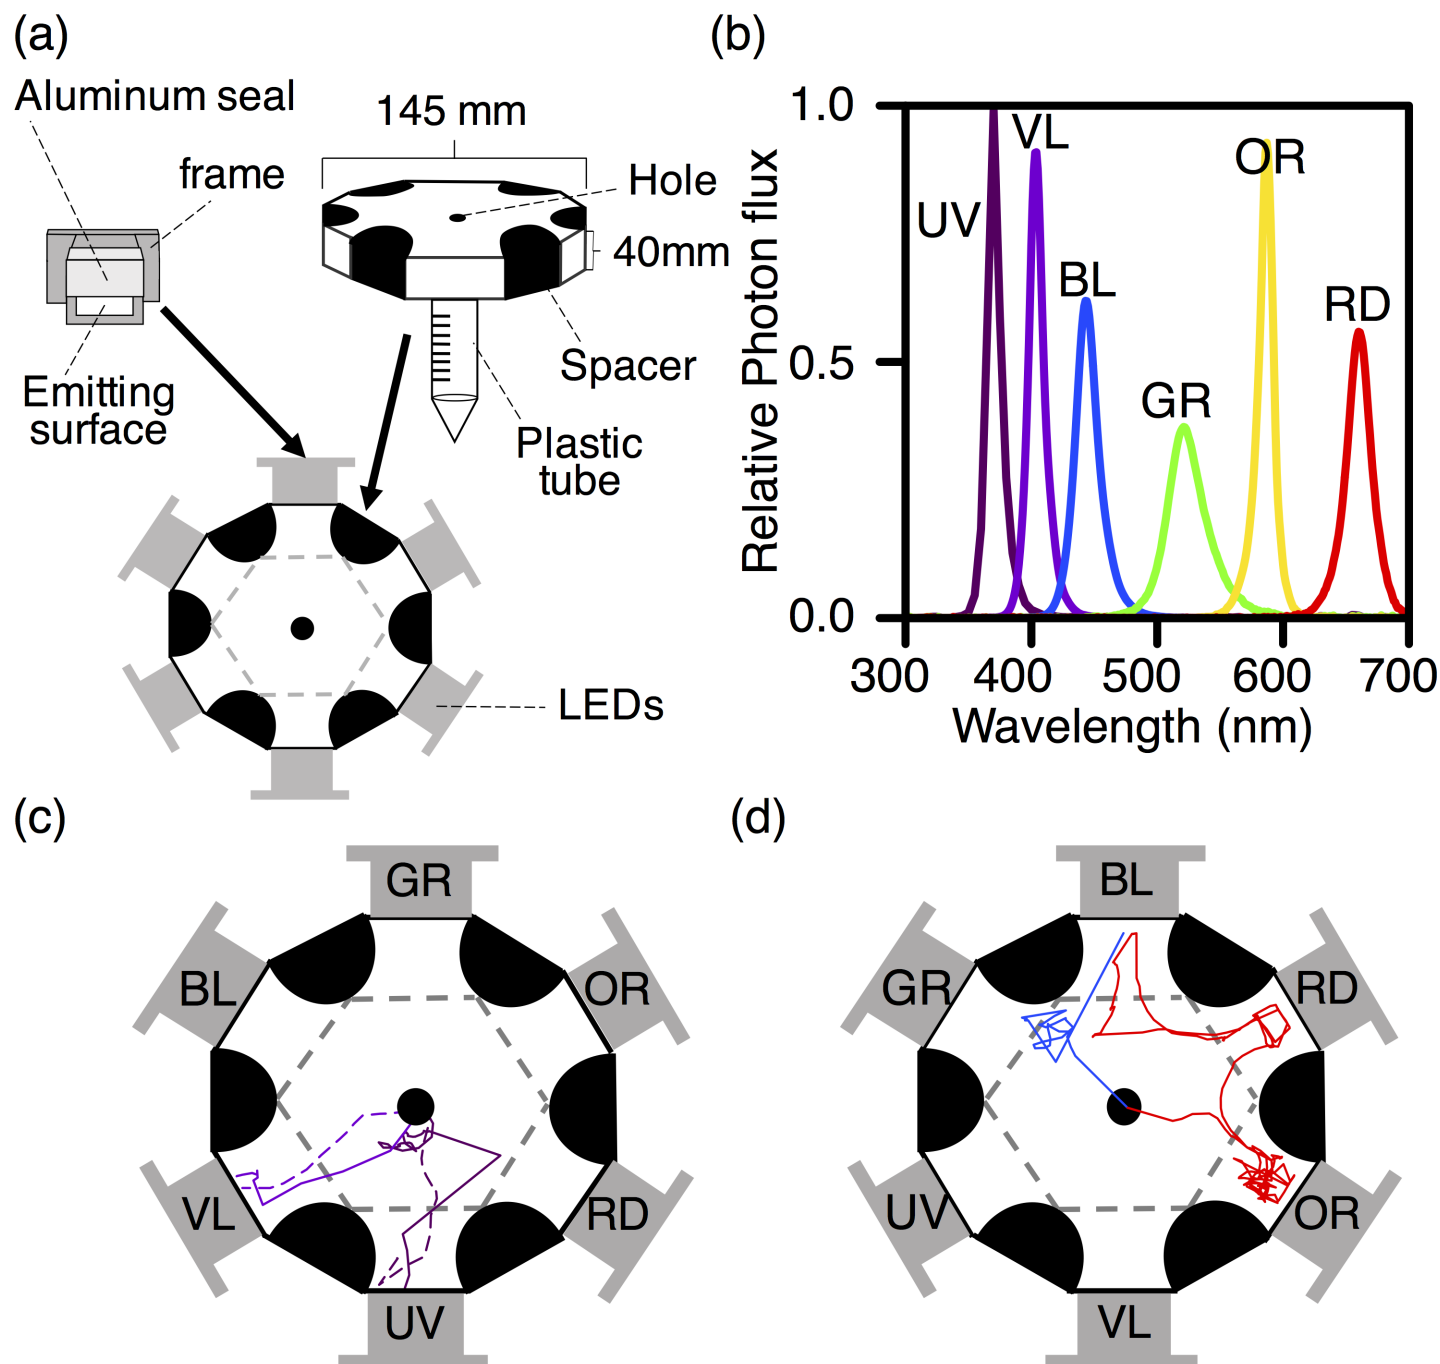 (a)
Aluminum seal
frame
145 mm
Hole
40mm
Spacer
Emitting
surface
Plastic
tube
LEDs
(b)
1.0
0.5
0.0
Relative Photon flux
UV
VL
BL
GR
OR
RD
300
400
500
600
700
Wavelength (nm)
(c)
GR
BL
OR
VL
RD
UV
(d)
BL
GR
RD
UV
OR
VL